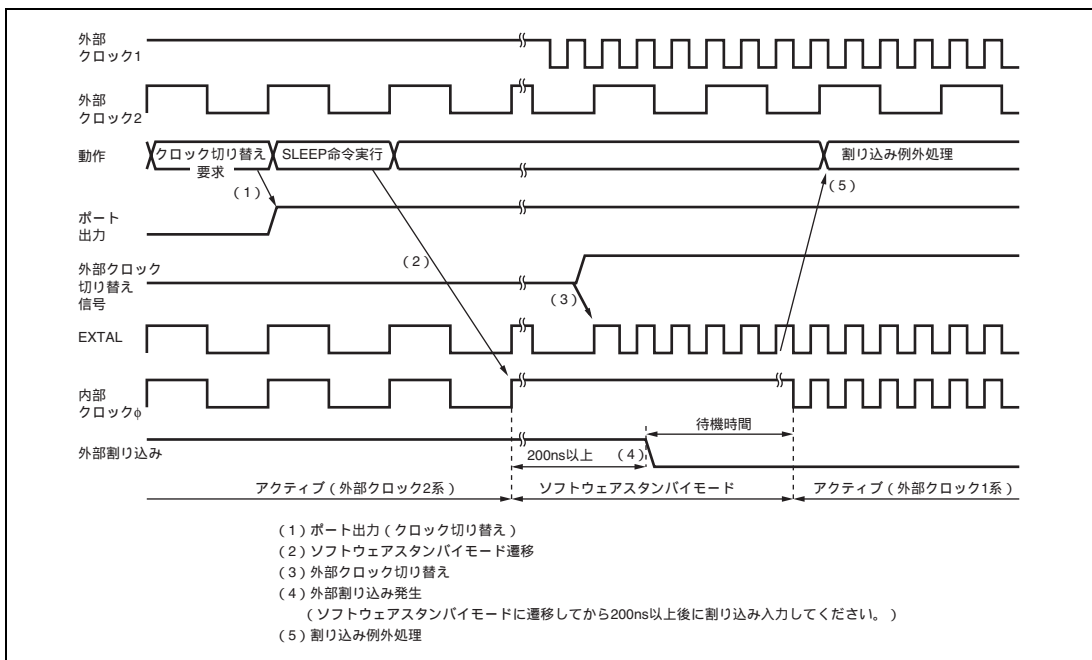 外部
クロック1
外部
クロック2
動作
クロック切り替え
要求
SLEEP命令実行
割り込み例外処理
（1）
（5）
ポート
出力
（2）
外部クロック
切り替え
信号
（3）
EXTAL
内部
クロックφ
待機時間
外部割り込み
200ns以上
（4）
アクティブ（外部クロック2系）
ソフトウェアスタンバイモード
アクティブ（外部クロック1系）
（1）ポート出力（クロック切り替え）
（2）ソフトウェアスタンバイモード遷移
（3）外部クロック切り替え
（4）外部割り込み発生
（ソフトウェアスタンバイモードに遷移してから200ns以上後に割り込み入力してください。）
（5）割り込み例外処理